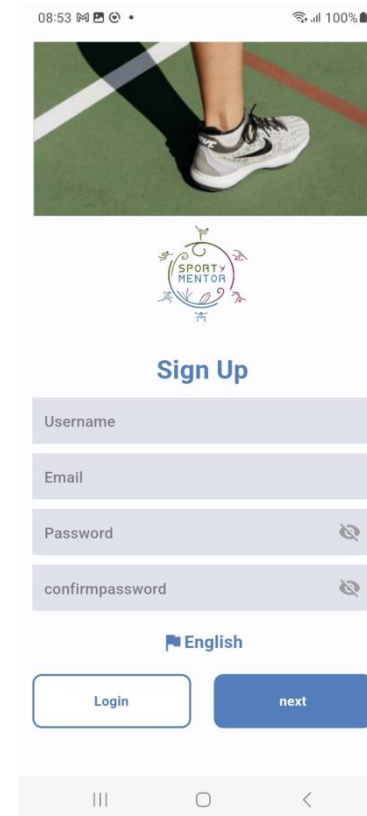 08:53
100%
SPORTY
MENTOR
Sign Up
Username
Email
Password
confirmpassword
English
Login
next